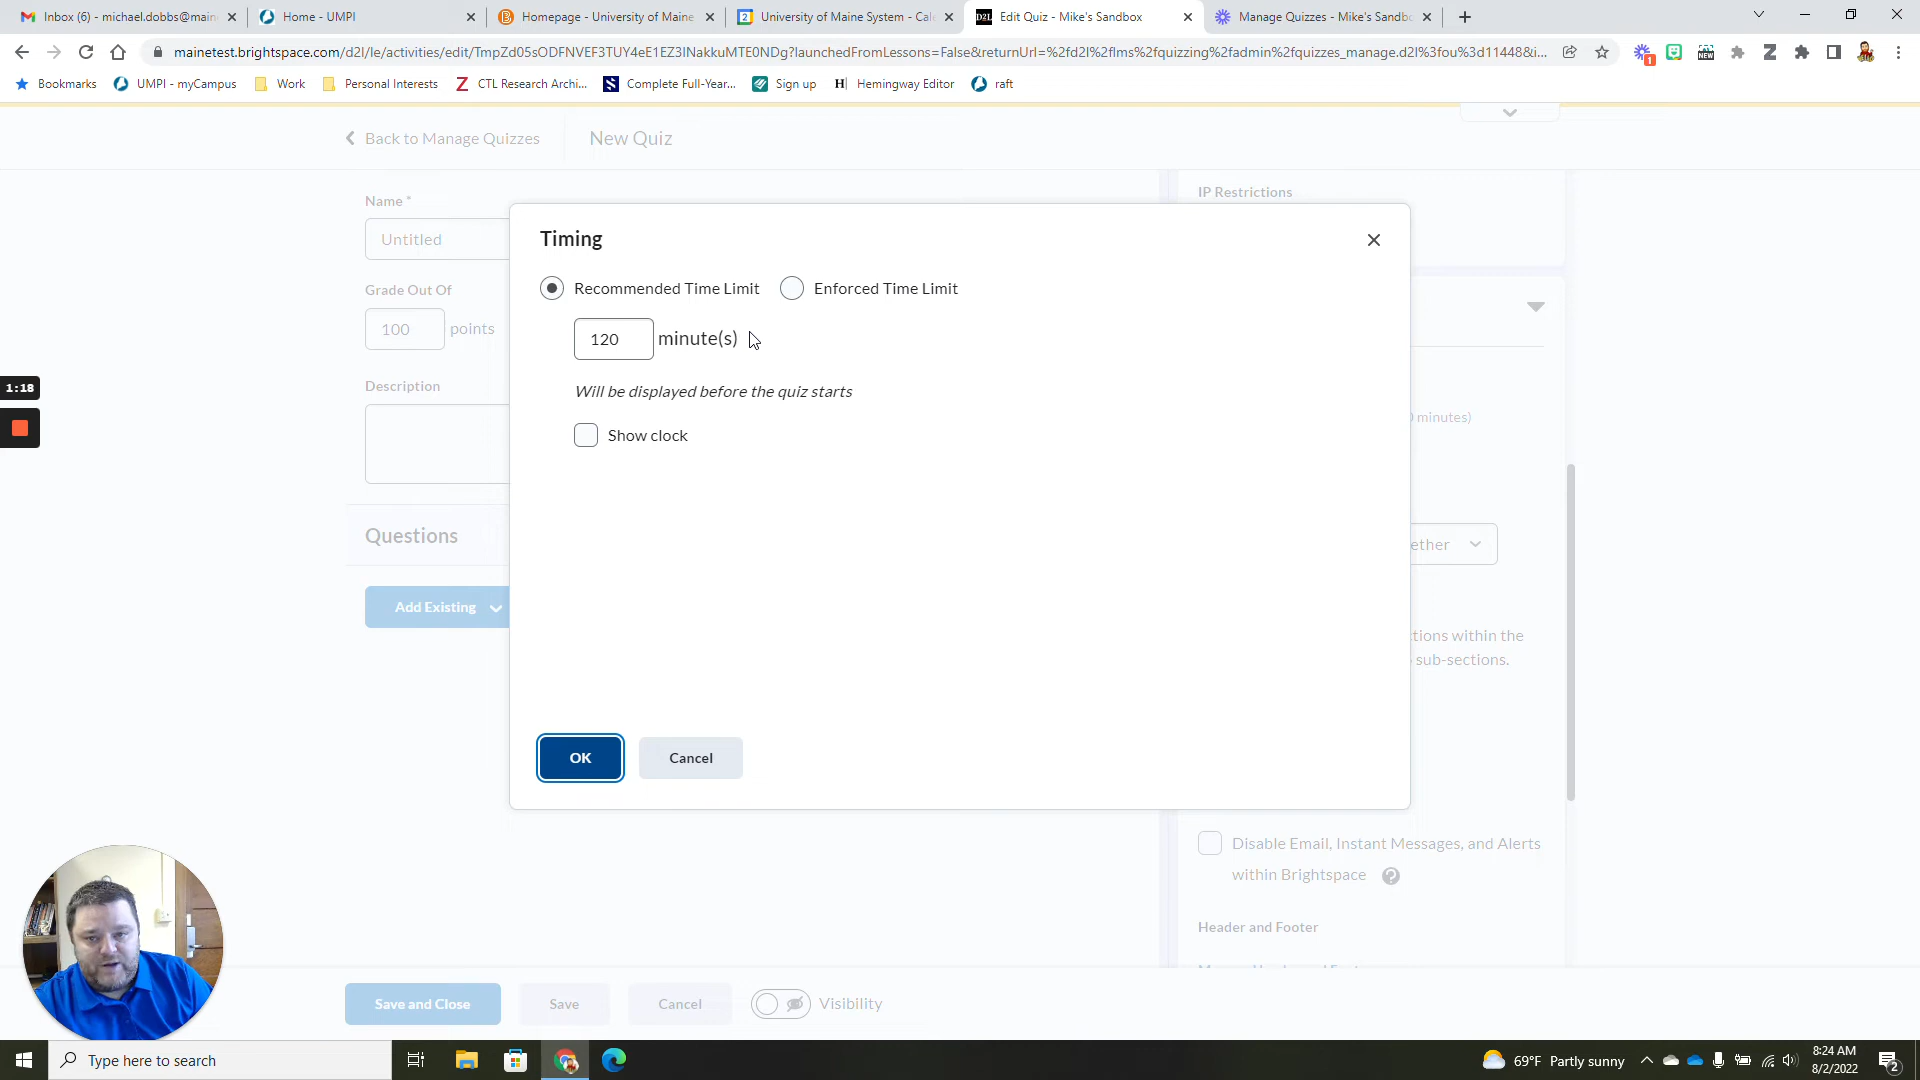 Inbox (6) - michael.dobbs@main
Home - UMPI
Homepage - University of Maine
University of Maine System - Cal
D2L Edit Quiz - Mike's Sandbox
Manage Quizzes - Mike's Sandbo
mainetest.brightspace.com/d2l/le/activities/edit/TmpZd05sODFNVEF3TUY4eE1EZ3lNakkuMTE0NDg?launchedFromLessons=False&returnUrl=%2fd2l%2flms%2fquizzing%2fadmin%2fquizzes_manage.d2l%3fou%3d11448&i...
1
NEW
Z
Bookmarks
UMPI - myCampus
Work
Personal Interests
Z CTL Research Archi...
S Complete Full-Year...
Sign up
H Hemingway Editor
raft
Back to Manage Quizzes
New Quiz
Name *
Untitled
Grade Out Of
100 points
Description
Questions
Add Existing
IP Restrictions
Timing
Recommended Time Limit
Enforced Time Limit
120 minute(s)
Will be displayed before the quiz starts
Show clock
OK
Cancel
minutes)
ether
ctions within the
sub-sections.
Disable Email, Instant Messages, and Alerts
within Brightspace
Header and Footer
1:18
Save and Close
Save
Cancel
Visibility
Type here to search
69°F Partly sunny
8:24 AM
8/2/2022
2